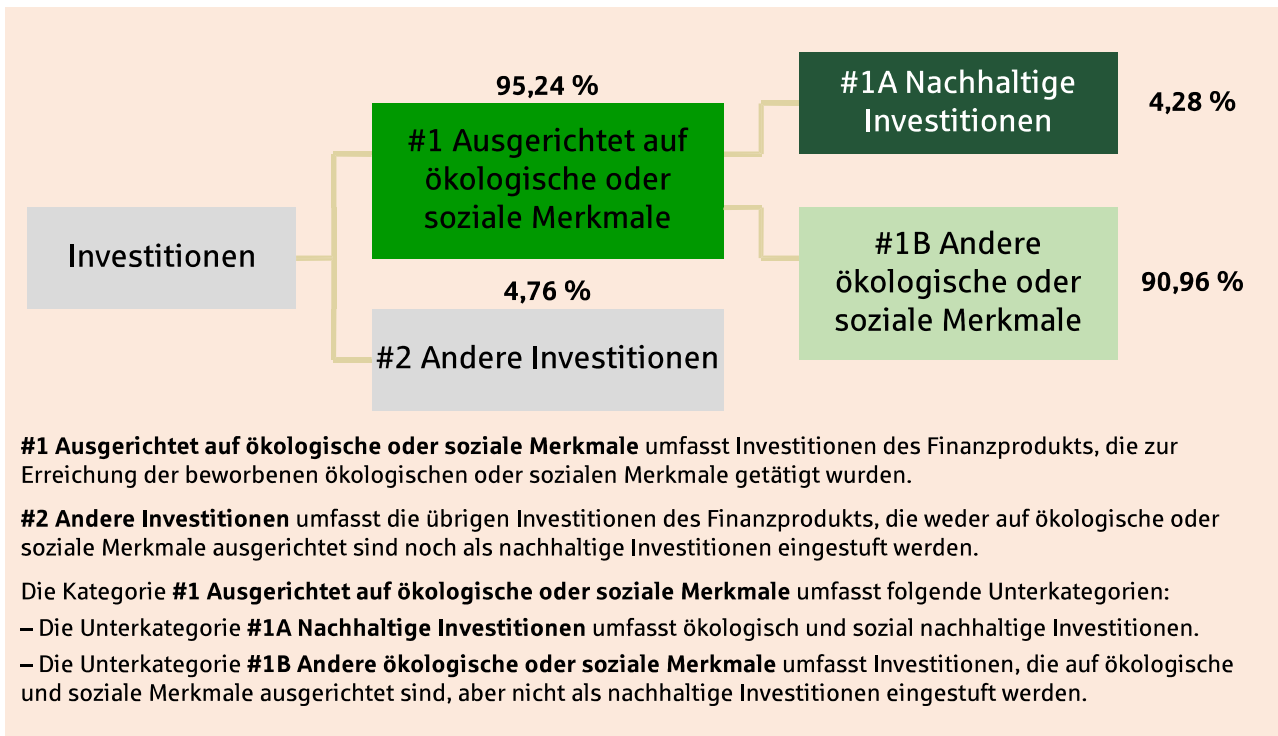 Investitionen
95,24 %
#1 Ausgerichtet auf
ökologische oder
soziale Merkmale
4,76 %
#2 Andere Investitionen
#1A Nachhaltige
Investitionen
4,28 %
#1B Andere
ökologische oder
soziale Merkmale
90,96 %
#1 Ausgerichtet auf ökologische oder soziale Merkmale umfasst Investitionen des Finanzprodukts, die zur
Erreichung der beworbenen ökologischen oder sozialen Merkmale getätigt wurden.
#2 Andere Investitionen umfasst die übrigen Investitionen des Finanzprodukts, die weder auf ökologische oder
soziale Merkmale ausgerichtet sind noch als nachhaltige Investitionen eingestuft werden.
Die Kategorie #1 Ausgerichtet auf ökologische oder soziale Merkmale umfasst folgende Unterkategorien:
– Die Unterkategorie #1A Nachhaltige Investitionen umfasst ökologisch und sozial nachhaltige Investitionen.
– Die Unterkategorie #1B Andere ökologische oder soziale Merkmale umfasst Investitionen, die auf ökologische
und soziale Merkmale ausgerichtet sind, aber nicht als nachhaltige Investitionen eingestuft werden.